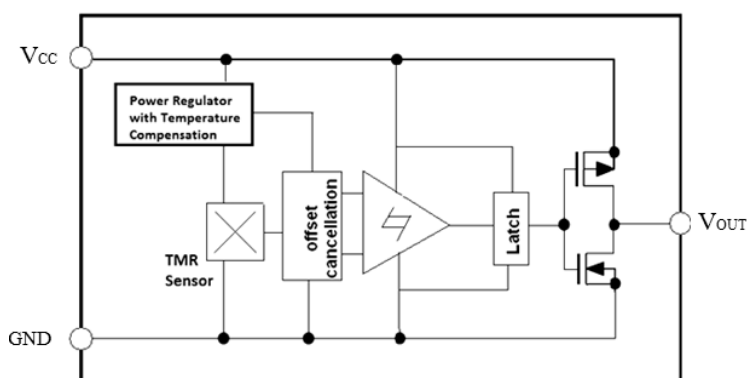 VCC
Power Regulator
with Temperature
Compensation
offset
cancellation
Latch
VOUT
TMR
Sensor
GND